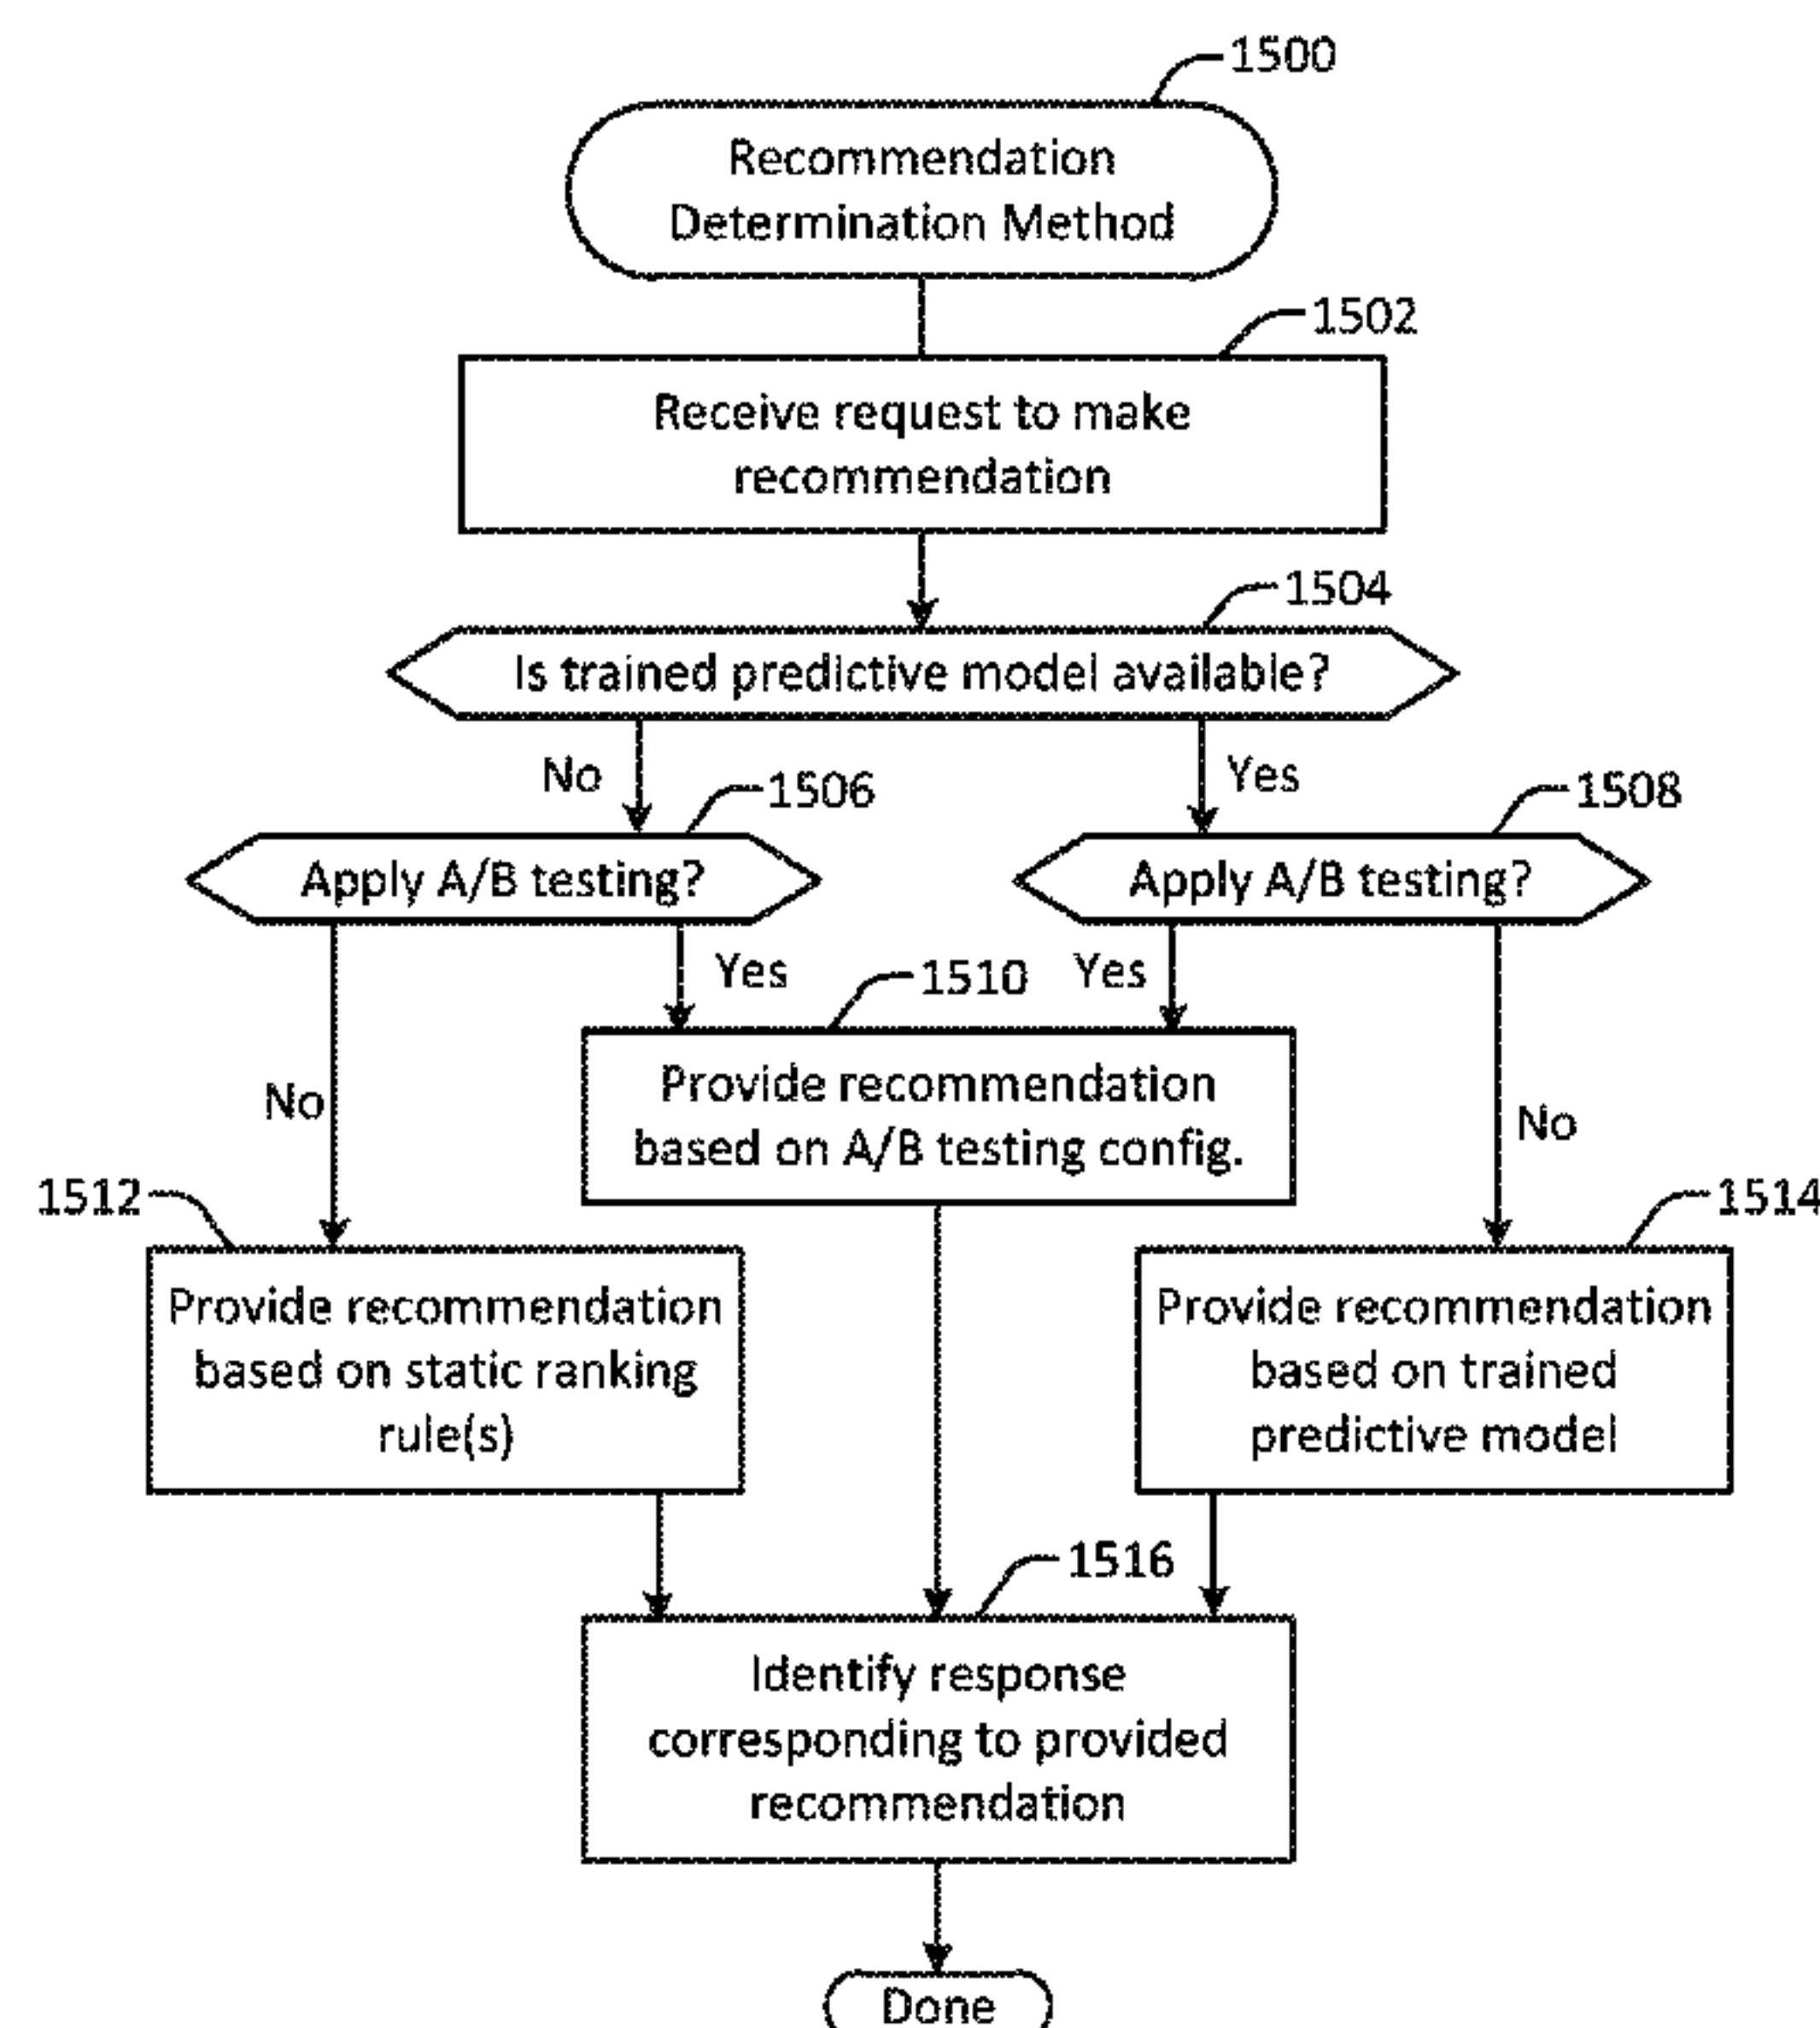 1500
Recommendation
Determination Method
1502
Receive request to make
recommendation
1504
Is trained predictive model available?
No
Yes
1506
1508
Apply A/B testing?
Apply A/B testing?
Yes
1510
Yes
No
No
Provide recommendation
based on A/B testing config.
1512
1514
Provide recommendation
based on static ranking
rule(s)
Provide recommendation
based on trained
predictive model
1516
Identify response
corresponding to provided
recommendation
Done